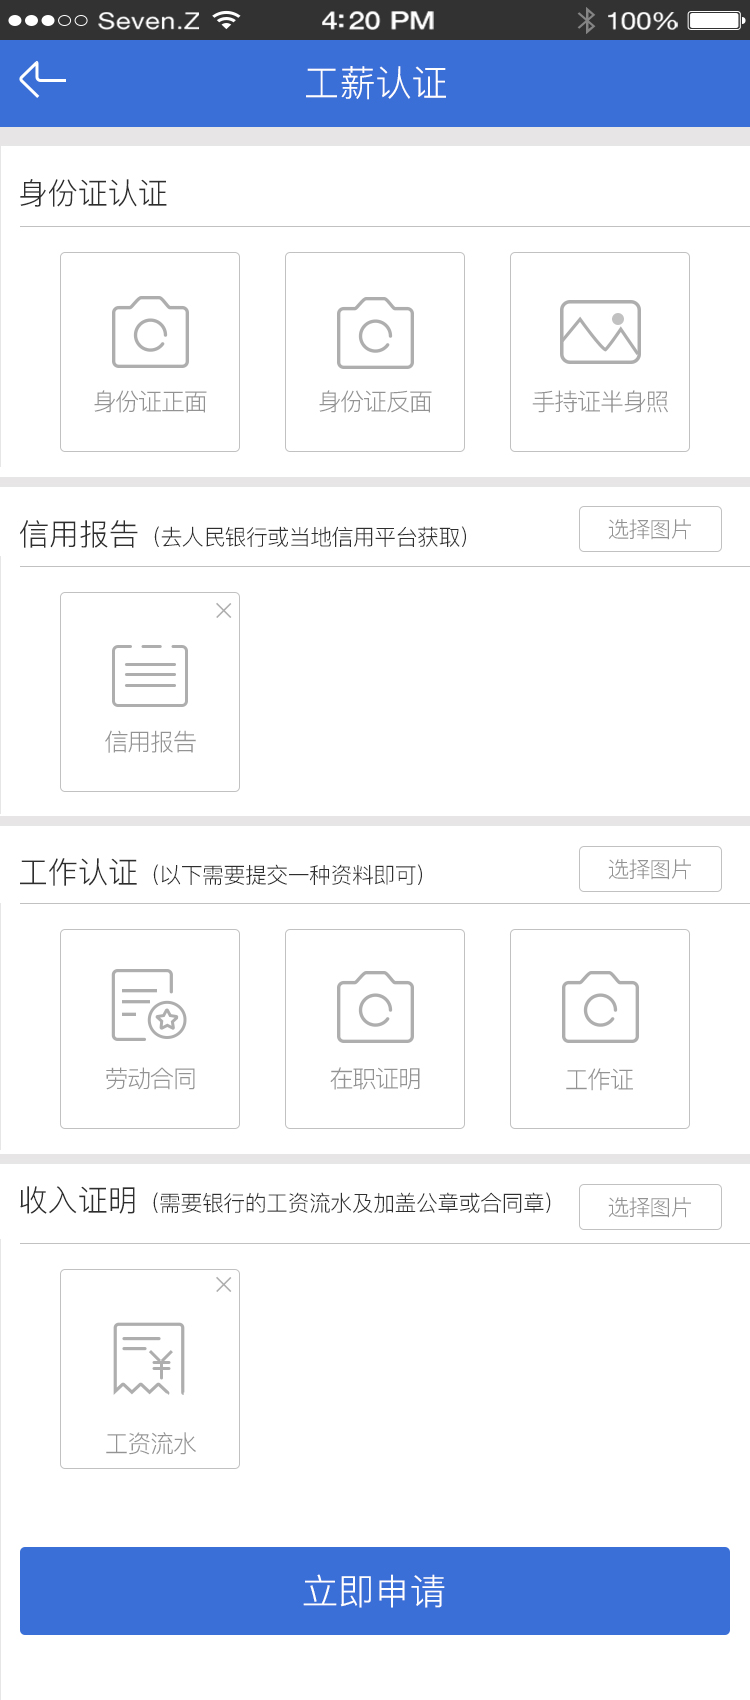 Seven.Z 4:20 PM 100%
工薪认证
身份证认证
身份证正面 身份证反面 手持证半身照
信用报告（去人民银行或当地信用平台获取） 选择图片
信用报告
工作认证（以下需要提交一种资料即可） 选择图片
劳动合同 在职证明 工作证
收入证明（需要银行的工资流水及加盖公章或合同章） 选择图片
工资流水
立即申请